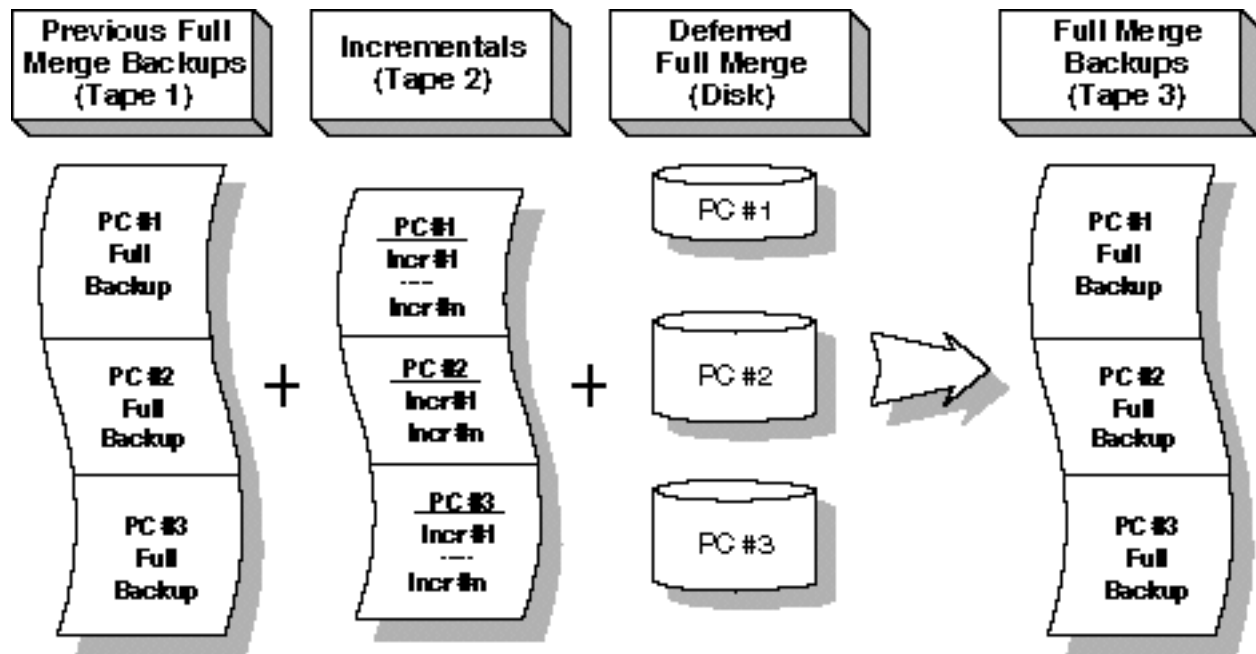 Previous Full
Merge Backups
(Tape 1)
Incrementals
(Tape 2)
Deferred
Full Merge
(Disk)
Full Merge
Backups
(Tape 3)
PC #1
Full
Backup
PC #2
Full
Backup
PC #3
Full
Backup
+
PC #1
Incr #1
----
Incr #n
PC #2
Incr #1
Incr #n
PC #3
Incr #1
----
Incr #n
+
PC #1
PC #2
PC #3
PC #1
Full
Backup
PC #2
Full
Backup
PC #3
Full
Backup